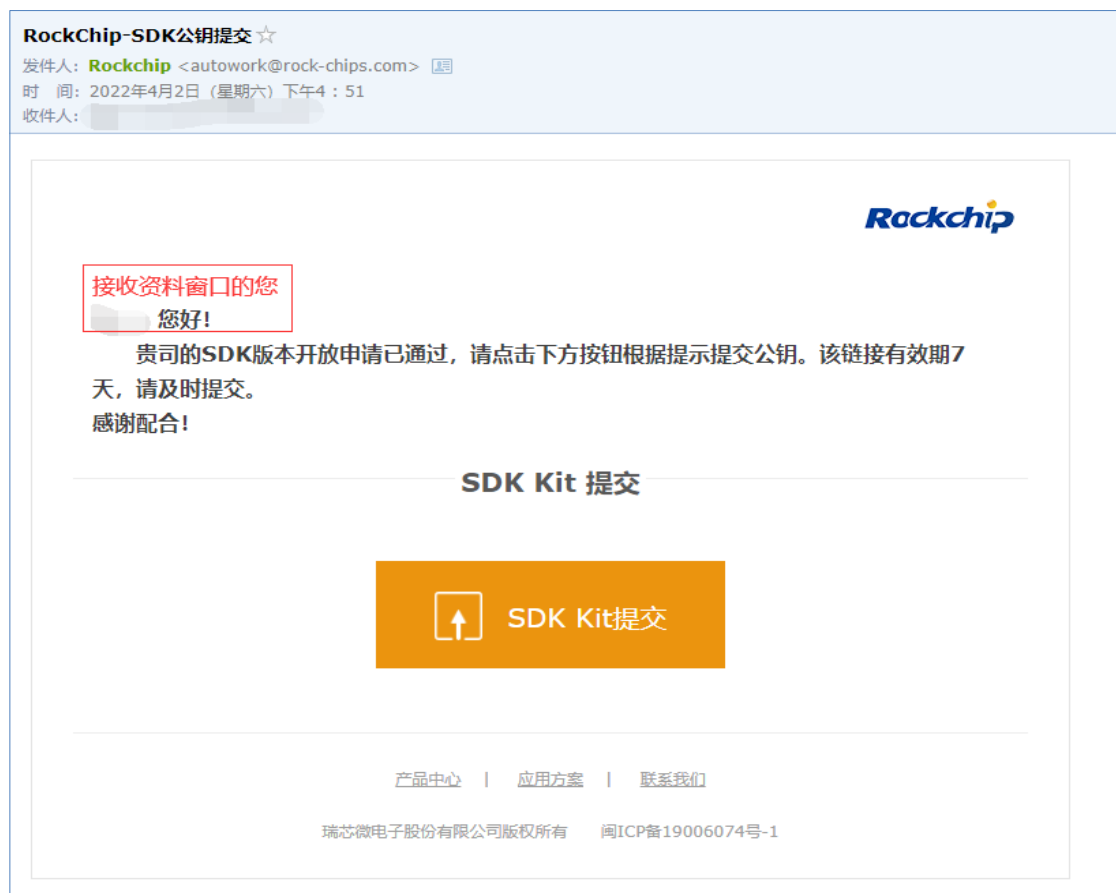 RockChip-SDK公钥提交
发件人: Rockchip <autowork@rock-chips.com>
时 间: 2022年4月2日（星期六）下午4：51
收件人:
Rockchip
接收资料窗口的您
您好!
贵司的SDK版本开放申请已通过，请点击下方按钮根据提示提交公钥。该链接有效期7
天，请及时提交。
感谢配合!
SDK Kit 提交
SDK Kit提交
产品中心 | 应用方案 | 联系我们
瑞芯微电子股份有限公司版权所有 闽ICP备19006074号-1